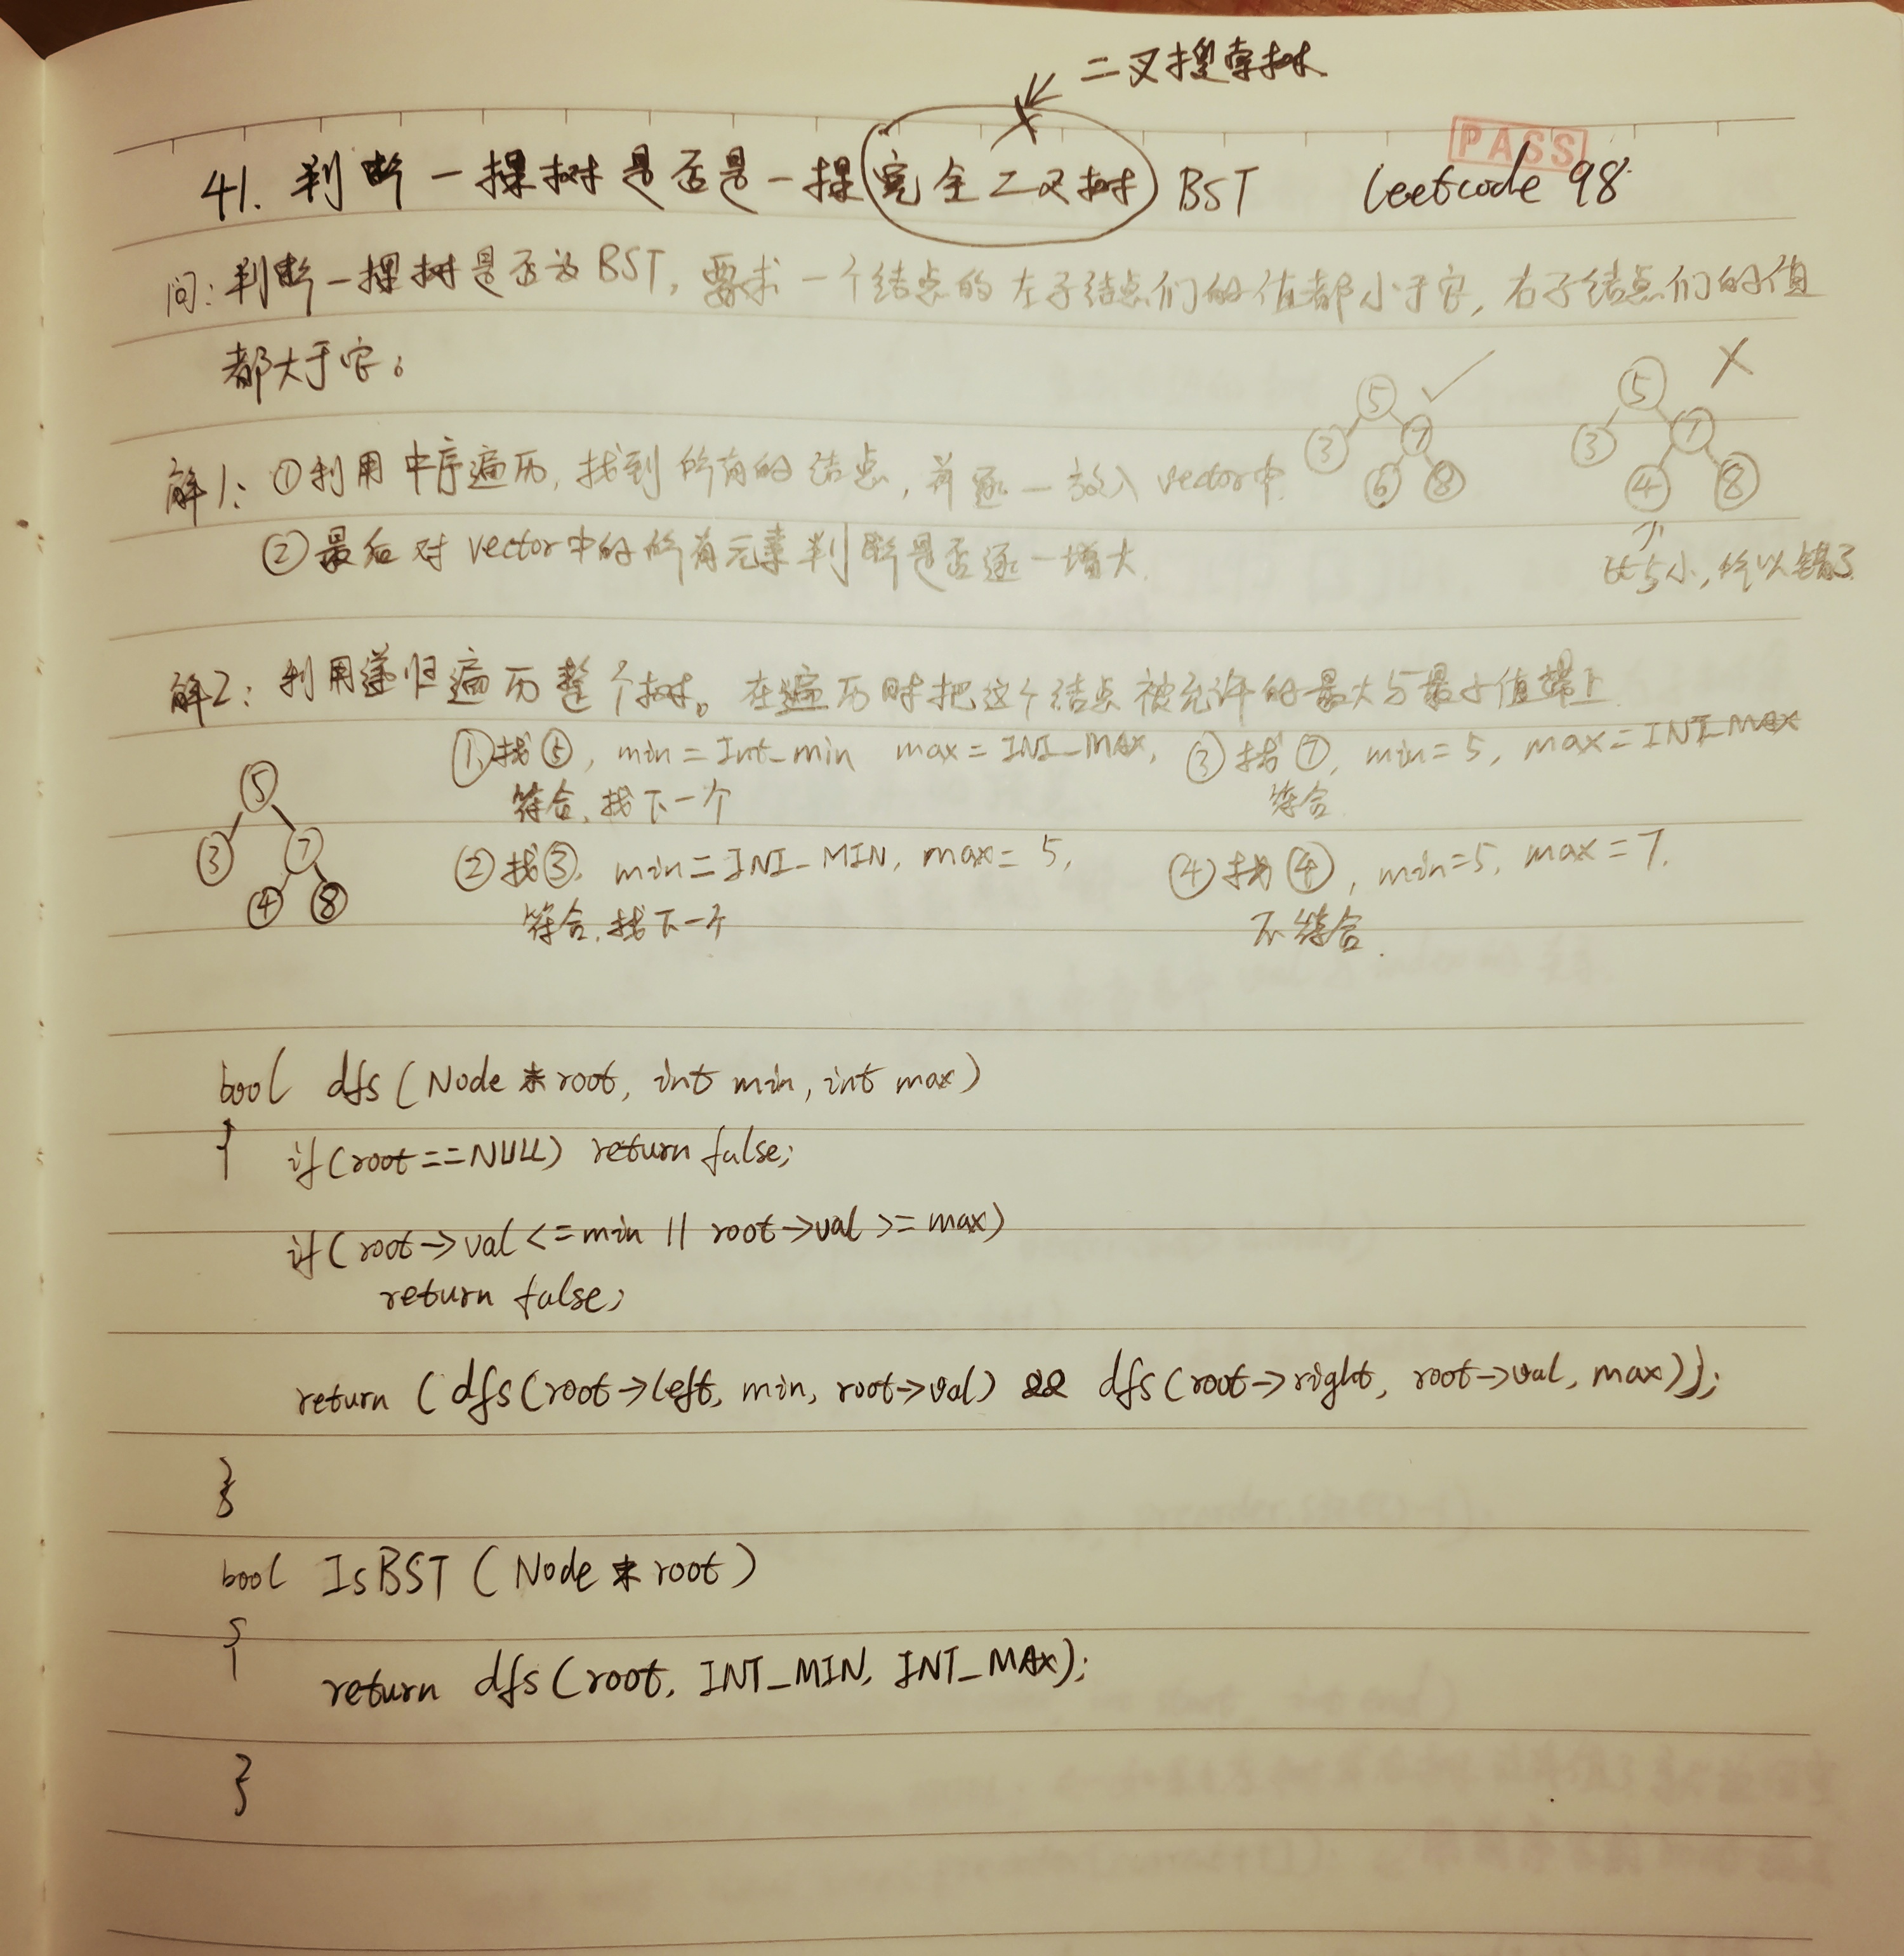 二叉搜索树
41. 判断一棵树是否是一棵完全二叉树 BST
PASS
leetcode 98.
问: 判断一棵树是否为BST, 要求一个结点的左子结点们的值都小于它, 右子结点们的值
都大于它。
5 3 7 6 8
5 3 7 4 8
解1: ①利用中序遍历, 找到所有的结点, 并逐一放入vector中.
②最后对vector中的所有元素判断是否逐一增大.
比5小, 所以错了
解2: 利用递归遍历整个树。在遍历时把这个结点被允许的最大与最小值带上
5 3 7 4 8
①找⑤, min=Int_min max=INI_MAX,
符合, 找下一个
②找③, min=INI_MIN, max=5,
符合, 找下一个
③找⑦, min=5, max=INT_MAX
符合
④找④, min=5, max=7.
不符合.
bool dfs(Node *root, int min, int max)
{
if(root==NULL) return false;
if(root->val<=min || root->val>=max)
return false;
return (dfs(root->left, min, root->val) && dfs(root->right, root->val, max));
}
bool IsBST(Node *root)
{
return dfs(root, INT_MIN, INT_MAX);
}